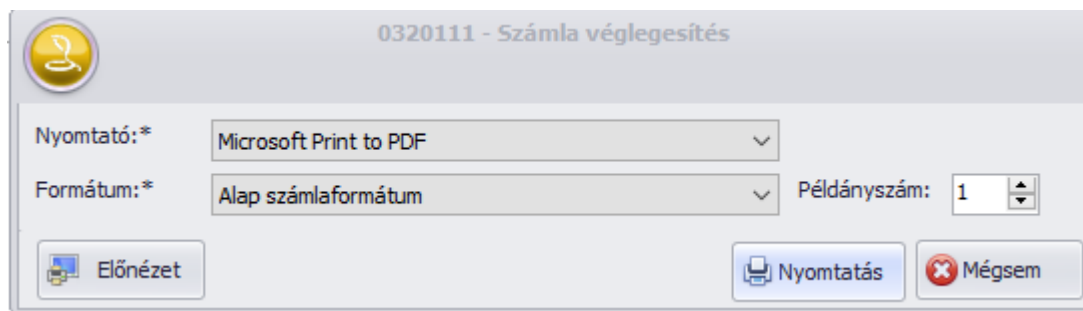 0320111 - Számla véglegesítés
Nyomtató:* Microsoft Print to PDF
Formátum:* Alap számlaformátum Példányszám: 1
Előnézet Nyomtatás Mégsem